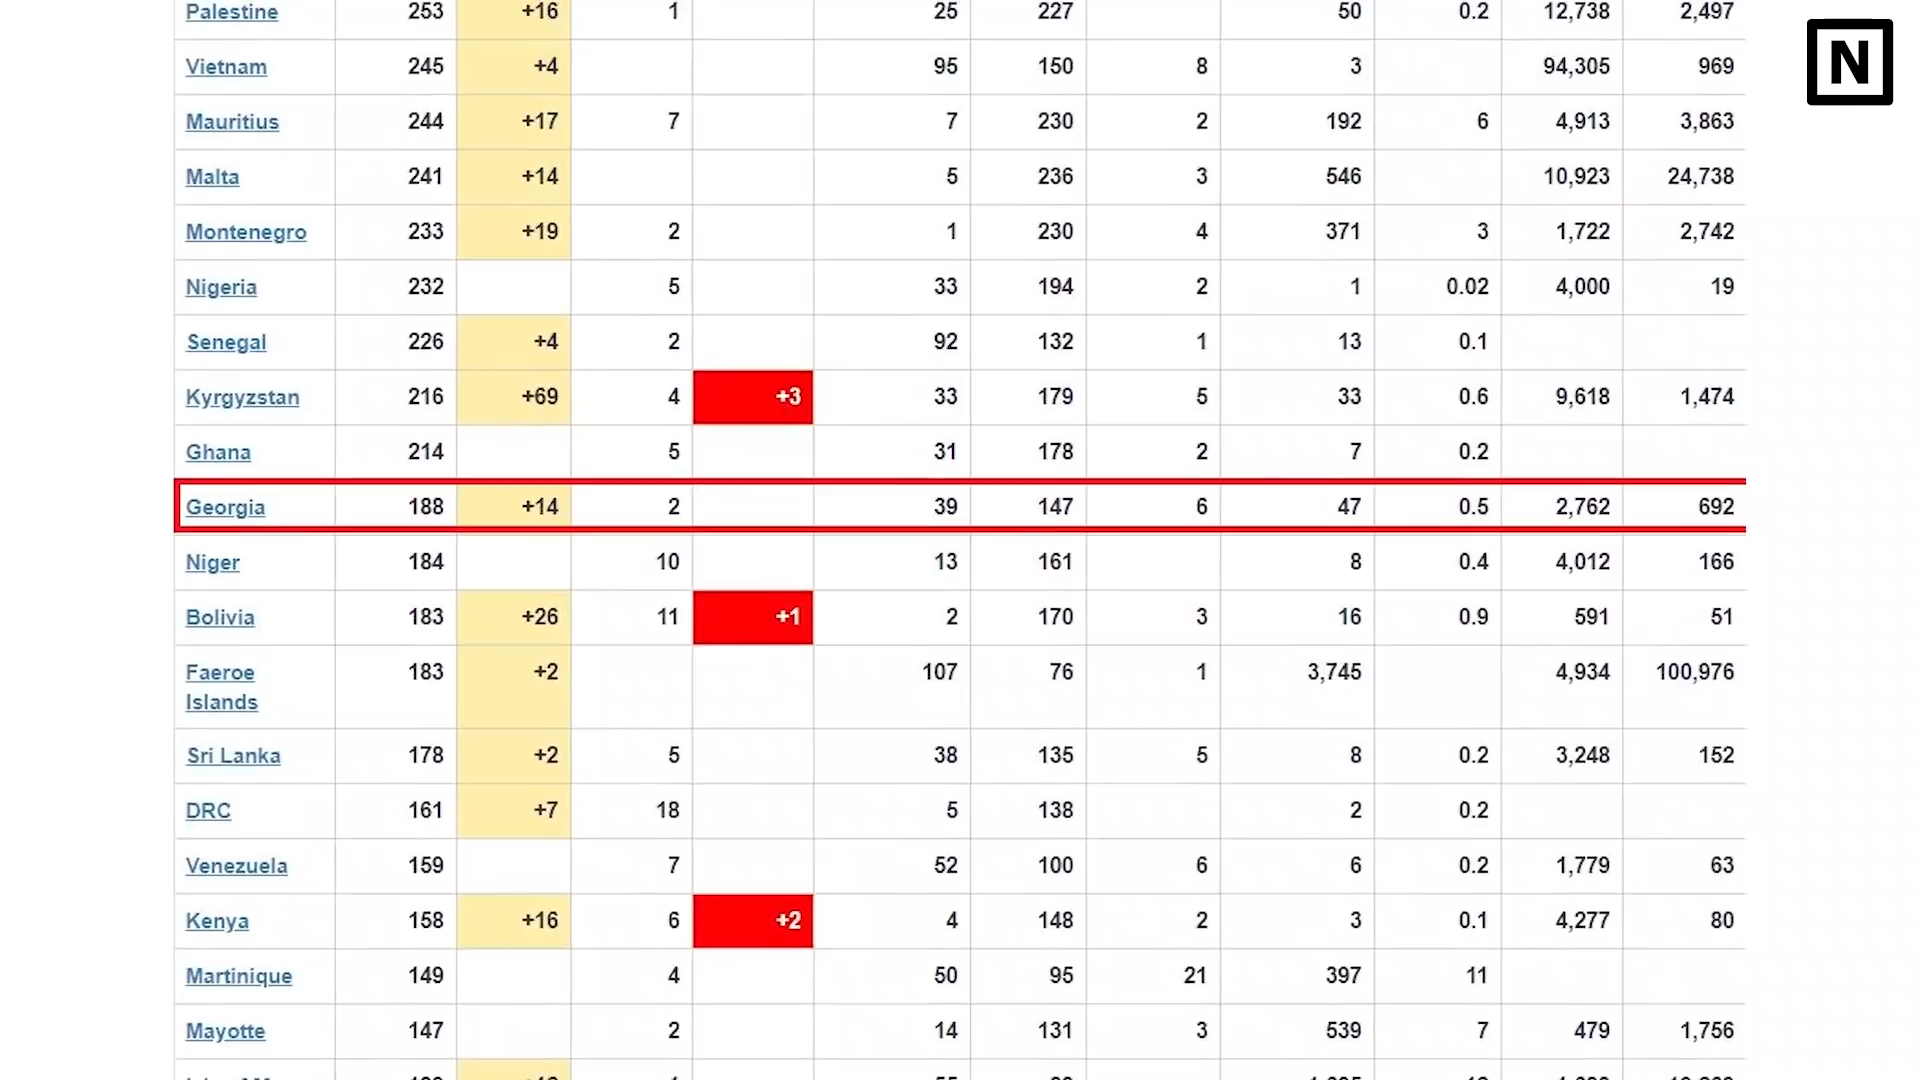 Palestine 253 +16 1 25 227 50 0.2 12,738 2,497
N
Vietnam 245 +4 95 150 8 3 94,305 969
Mauritius 244 +17 7 7 230 2 192 6 4,913 3,863
Malta 241 +14 5 236 3 546 10,923 24,738
Montenegro 233 +19 2 1 230 4 371 3 1,722 2,742
Nigeria 232 5 33 194 2 1 0.02 4,000 19
Senegal 226 +4 2 92 132 1 13 0.1
Kyrgyzstan 216 +69 4 +3 33 179 5 33 0.6 9,618 1,474
Ghana 214 5 31 178 2 7 0.2
Georgia 188 +14 2 39 147 6 47 0.5 2,762 692
Niger 184 10 13 161 8 0.4 4,012 166
Bolivia 183 +26 11 +1 2 170 3 16 0.9 591 51
Faeroe 183 +2 107 76 1 3,745 4,934 100,976
Islands
Sri Lanka 178 +2 5 38 135 5 8 0.2 3,248 152
DRC 161 +7 18 5 138 2 0.2
Venezuela 159 7 52 100 6 6 0.2 1,779 63
Kenya 158 +16 6 +2 4 148 2 3 0.1 4,277 80
Martinique 149 4 50 95 21 397 11
Mayotte 147 2 14 131 3 539 7 479 1,756